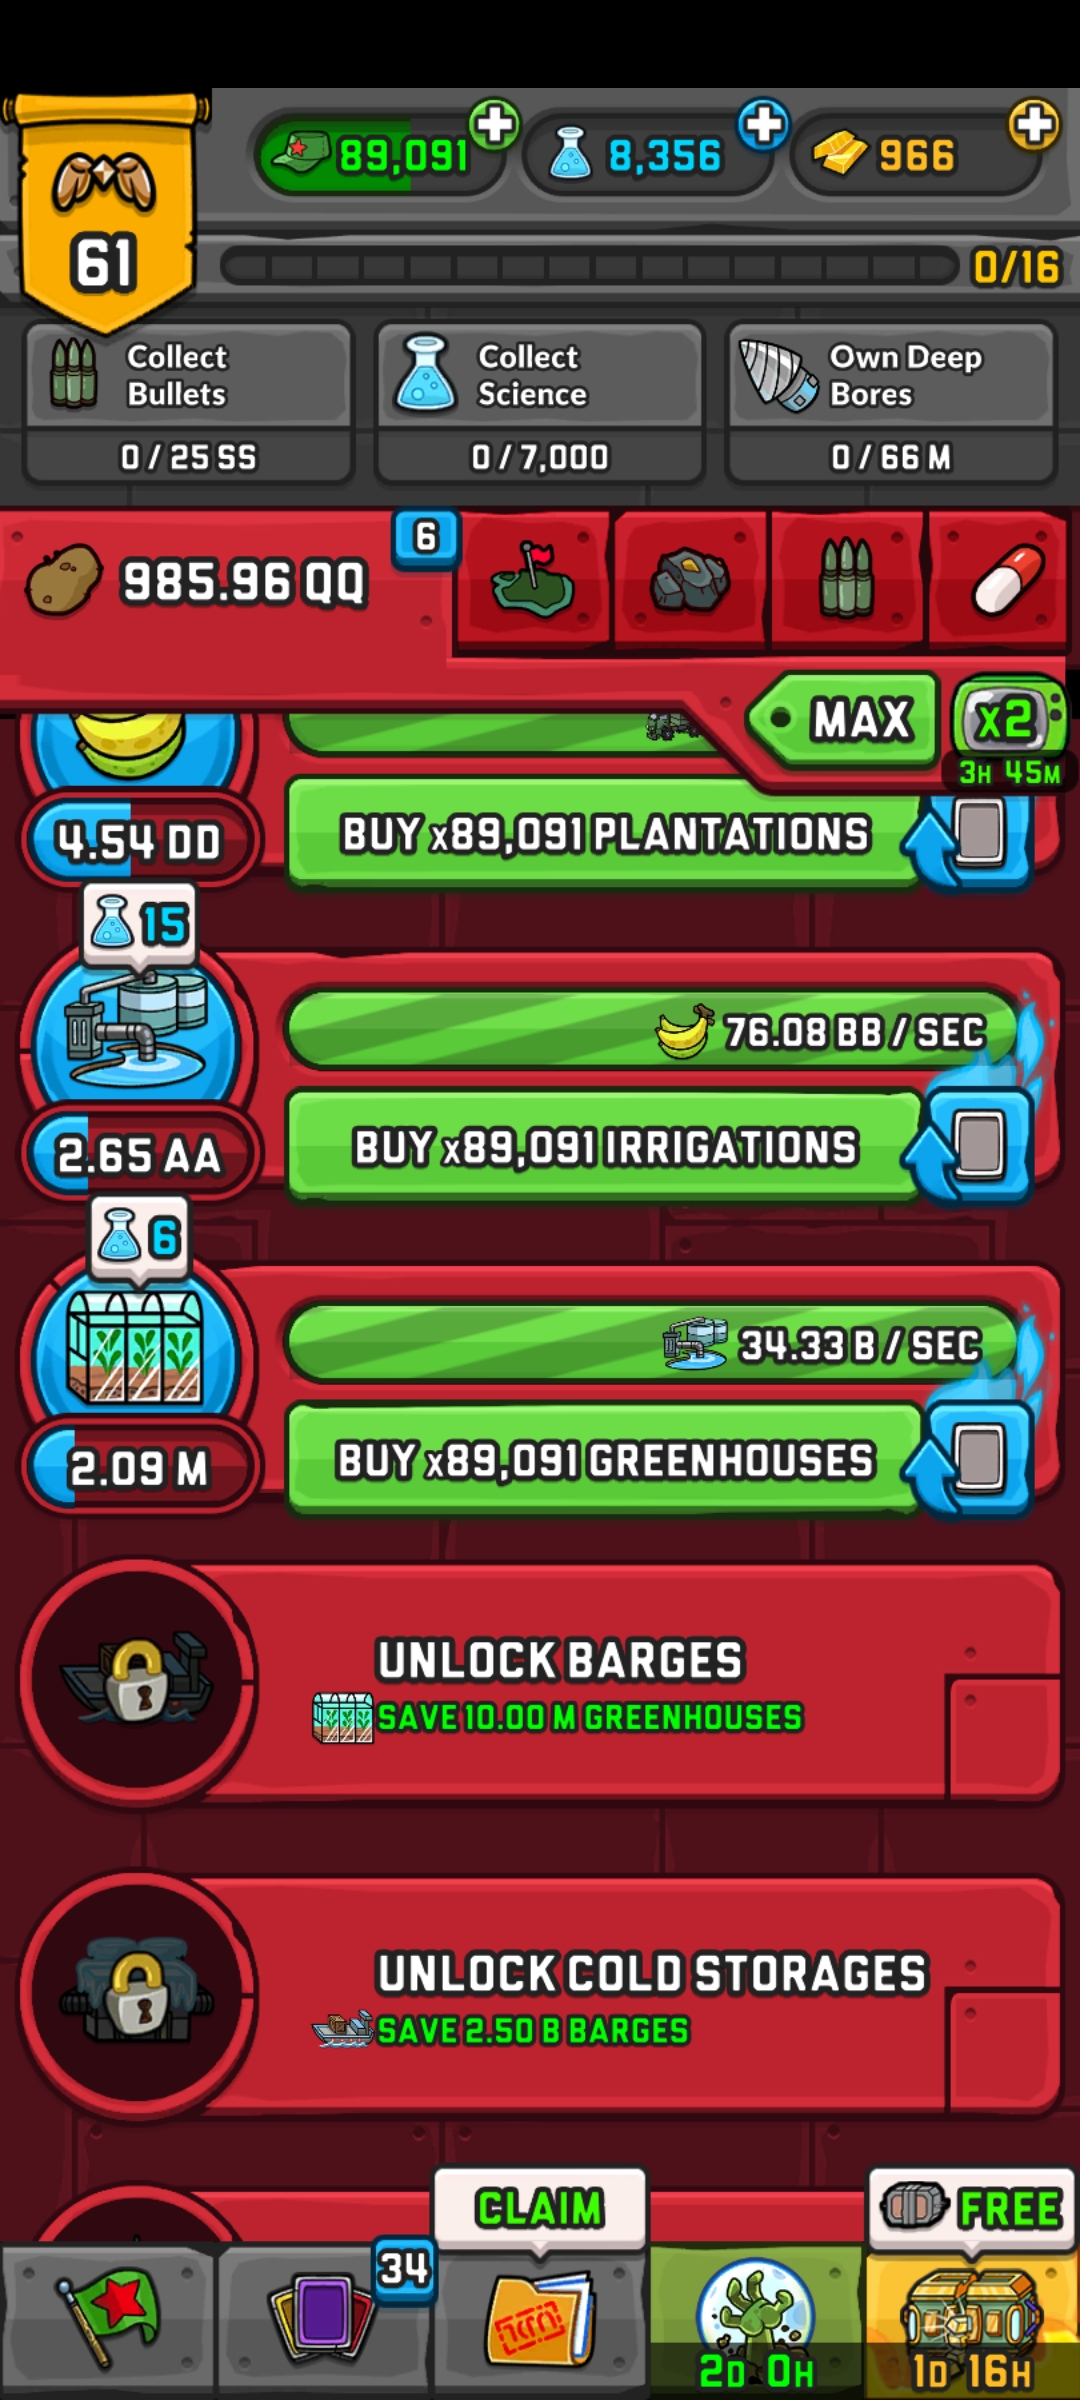 89,091
8,356
966
61
0/16
Collect
Bullets
0 / 25 SS
Collect
Science
0 / 7,000
Own Deep
Bores
0 / 66 M
985.96 QQ
6
MAX
x2
3H 45M
4.54 DD
BUY x89,091 PLANTATIONS
15
76.08 BB / SEC
2.65 AA
BUY x89,091 IRRIGATIONS
6
34.33 B / SEC
2.09 M
BUY x89,091 GREENHOUSES
UNLOCK BARGES
SAVE 10.00 M GREENHOUSES
UNLOCK COLD STORAGES
SAVE 2.50 B BARGES
CLAIM
FREE
34
2D 0H
1D 16H